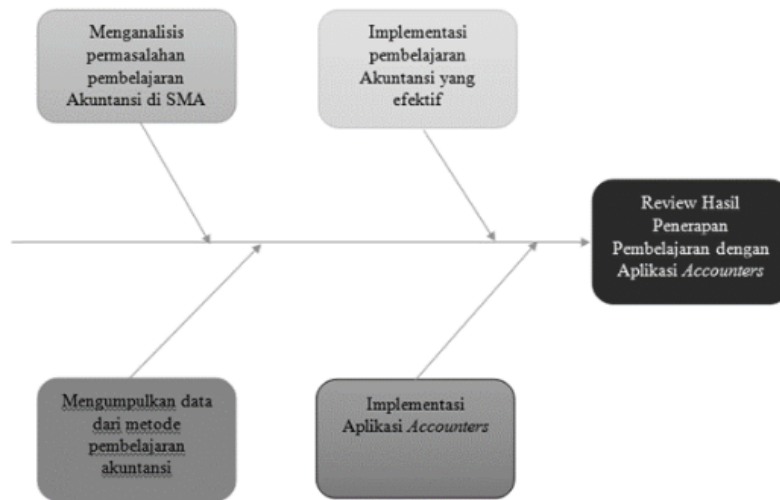 Menganalisis
permasalahan
pembelajaran
Akuntansi di SMA
Implementasi
pembelajaran
Akuntansi yang
efektif
Review Hasil
Penerapan
Pembelajaran dengan
Aplikasi Accounters
Mengumpulkan data
dari metode
pembelajaran
akuntansi
Implementasi
Aplikasi Accounters